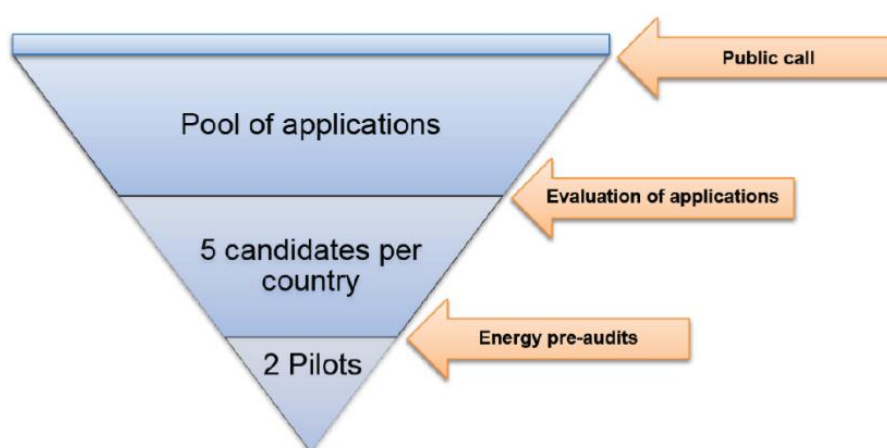 Public call
Pool of applications
Evaluation of applications
5 candidates per
country
Energy pre-audits
2 Pilots